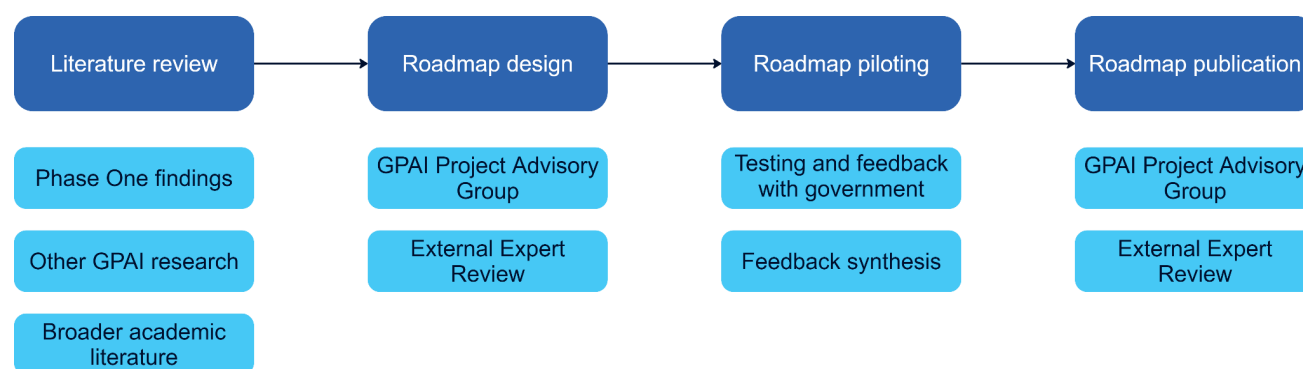 Literature review
Roadmap design
Roadmap piloting
Roadmap publication
Phase One findings
GPAI Project Advisory
Group
Testing and feedback
with government
GPAI Project Advisory
Group
Other GPAI research
External Expert
Review
Feedback synthesis
External Expert
Review
Broader academic
literature